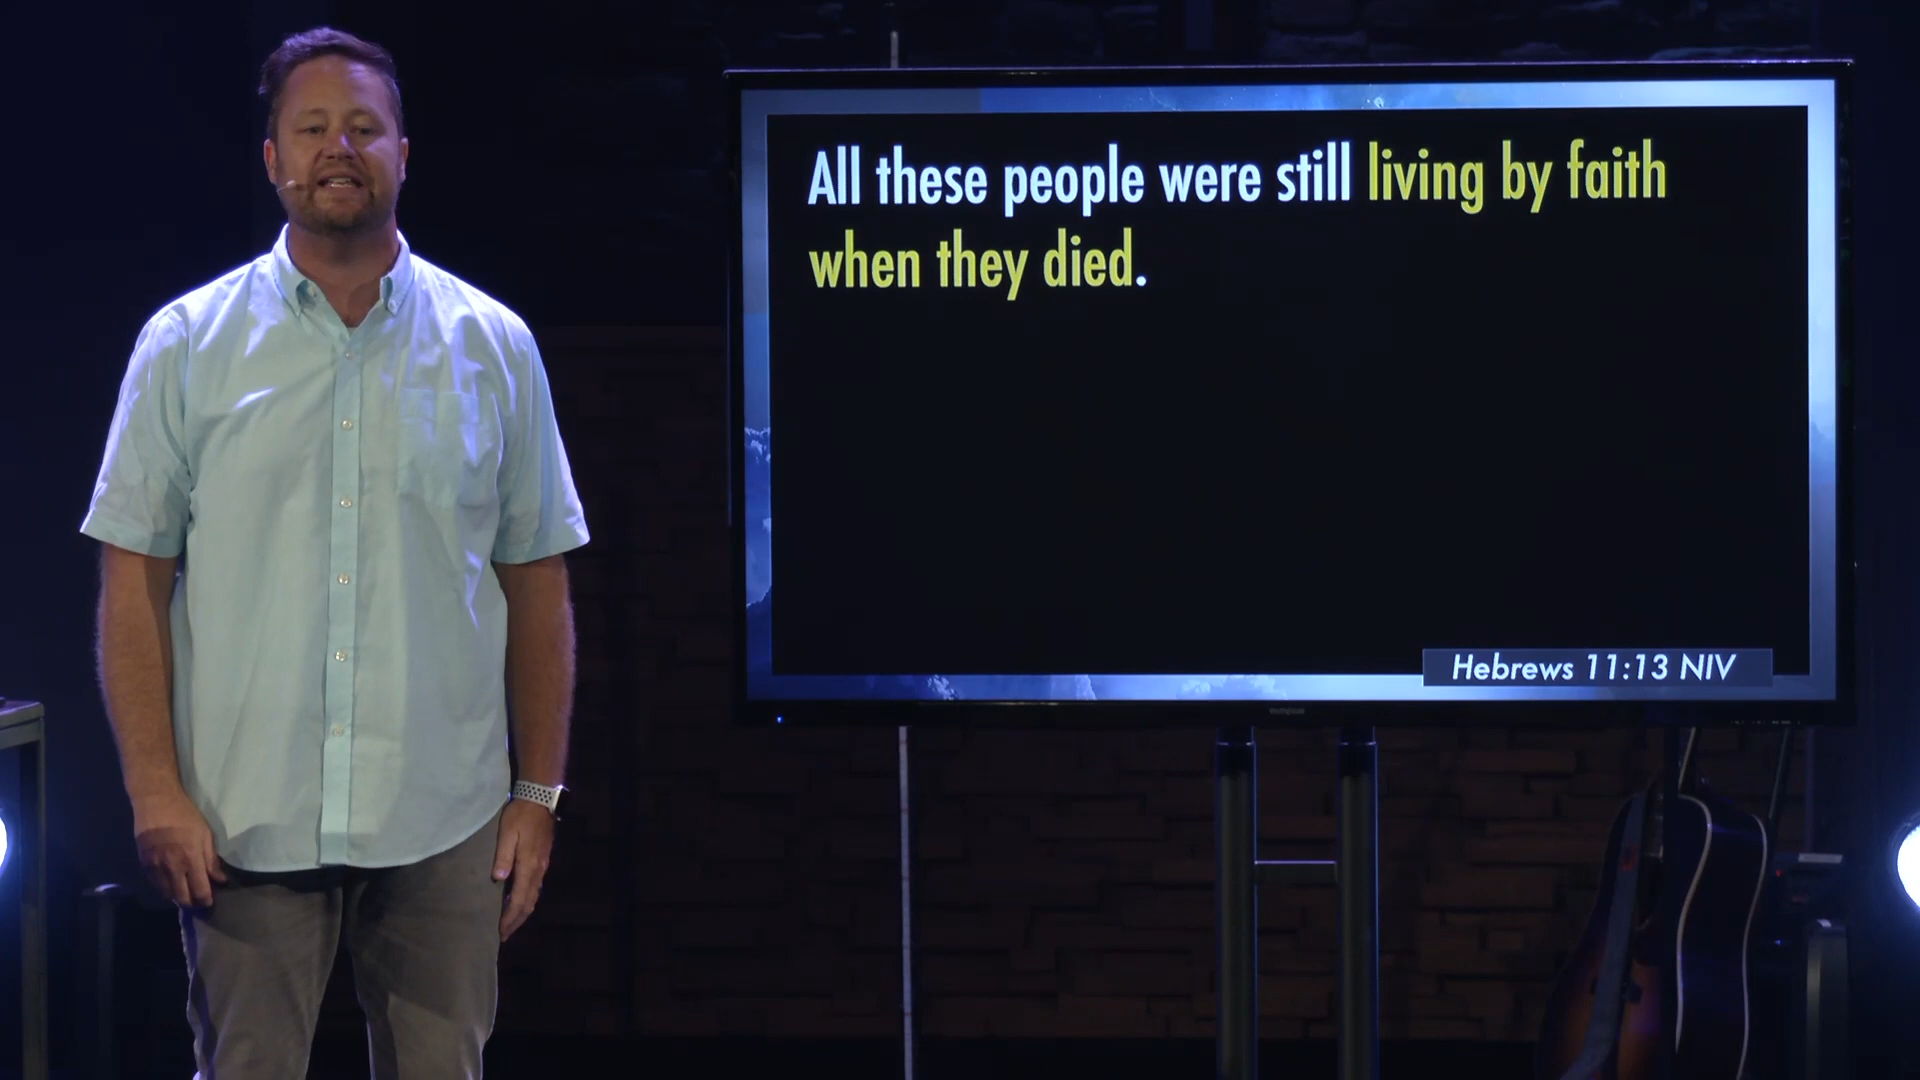 All these people were still living by faith
when they died.
Hebrews 11:13 NIV